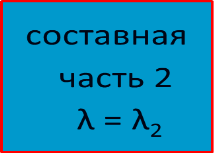 составная
часть 2
λ = λ₂